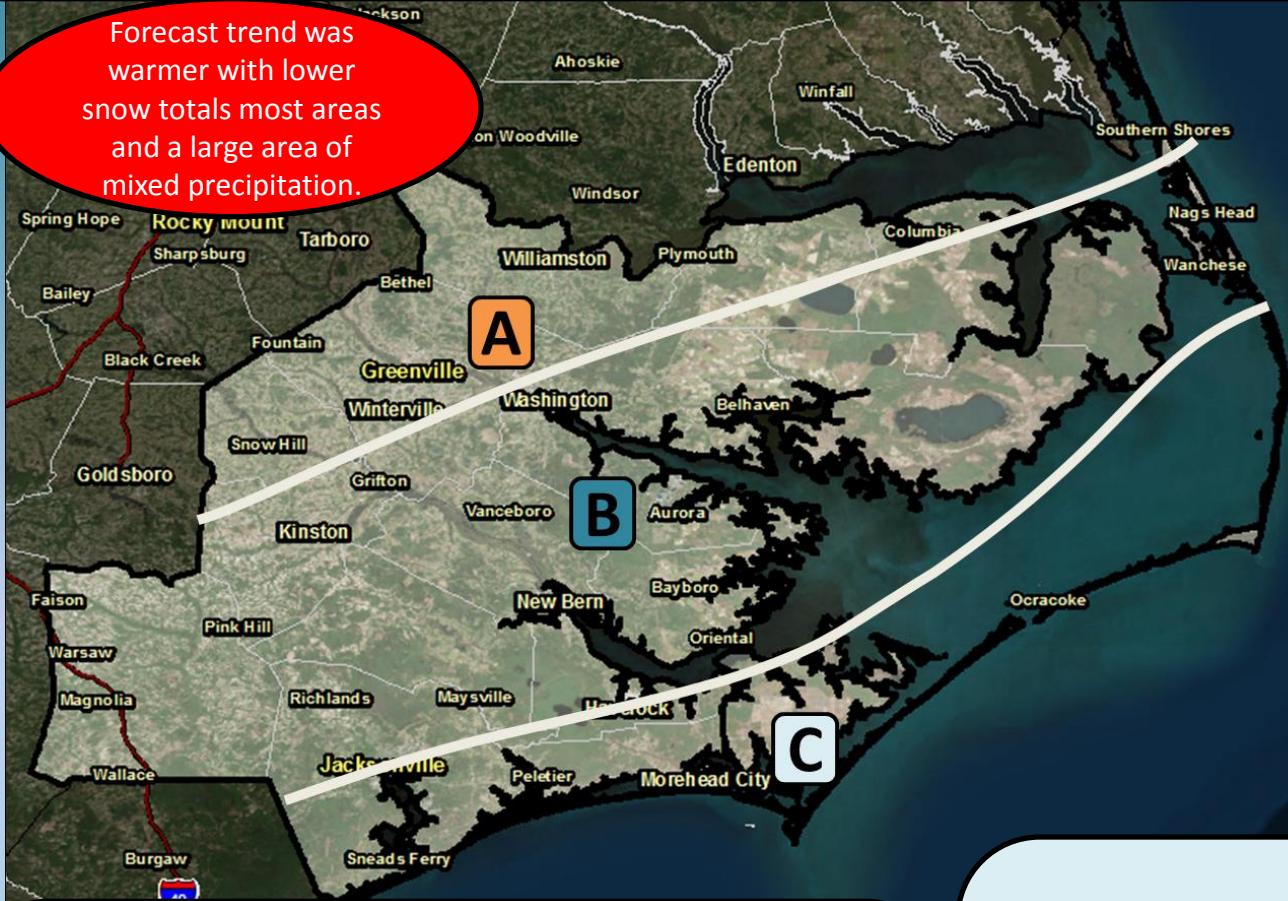 Forecast trend was
warmer with lower
snow totals most areas
and a large area of
mixed precipitation.
Ahoskie
Winfall
Woodville
Southern Shores
Edenton
Windsor
Spring Hope
Rocky Mount
Nags Head
Tarboro
Columbia
Sharpsburg
Williamston
Plymouth
Wanchese
Bethel
Bailey
A
Fountain
Black Creek
Greenville
Washington
Belhaven
Winterville
Snow Hill
Goldsboro
Grifton
Vanceboro
B
Aurora
Kinston
Bayboro
Faison
New Bern
Ocracoke
Pink Hill
Oriental
Warsaw
Magnolia
Richlands
Maysville
C
Jacksonville
Wallace
Peletier
Morehead City
Burgaw
Sneads Ferry
40